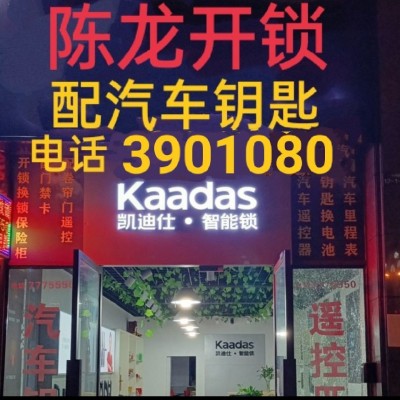 陈龙开锁
配汽车钥匙
电话 3901080
Kaadas
凯迪仕·智能锁
开锁换锁保险柜
门禁卡
卷帘门遥控
汽车遥控器
钥匙换电池
汽车里程表
Kaadas
凯迪仕·智能锁
汽车钥
遥控匹